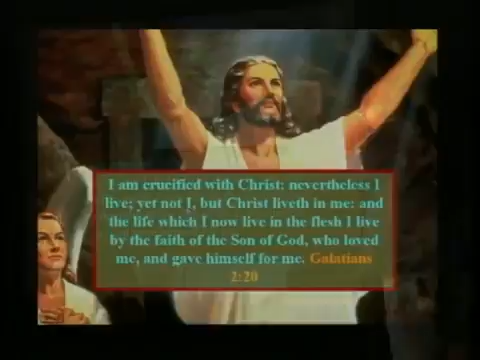 I am crucified with Christ: nevertheless I
live; yet not I, but Christ liveth in me: and
the life which I now live in the flesh I live
by the faith of the Son of God, who loved
me, and gave himself for me. Galatians
2:20